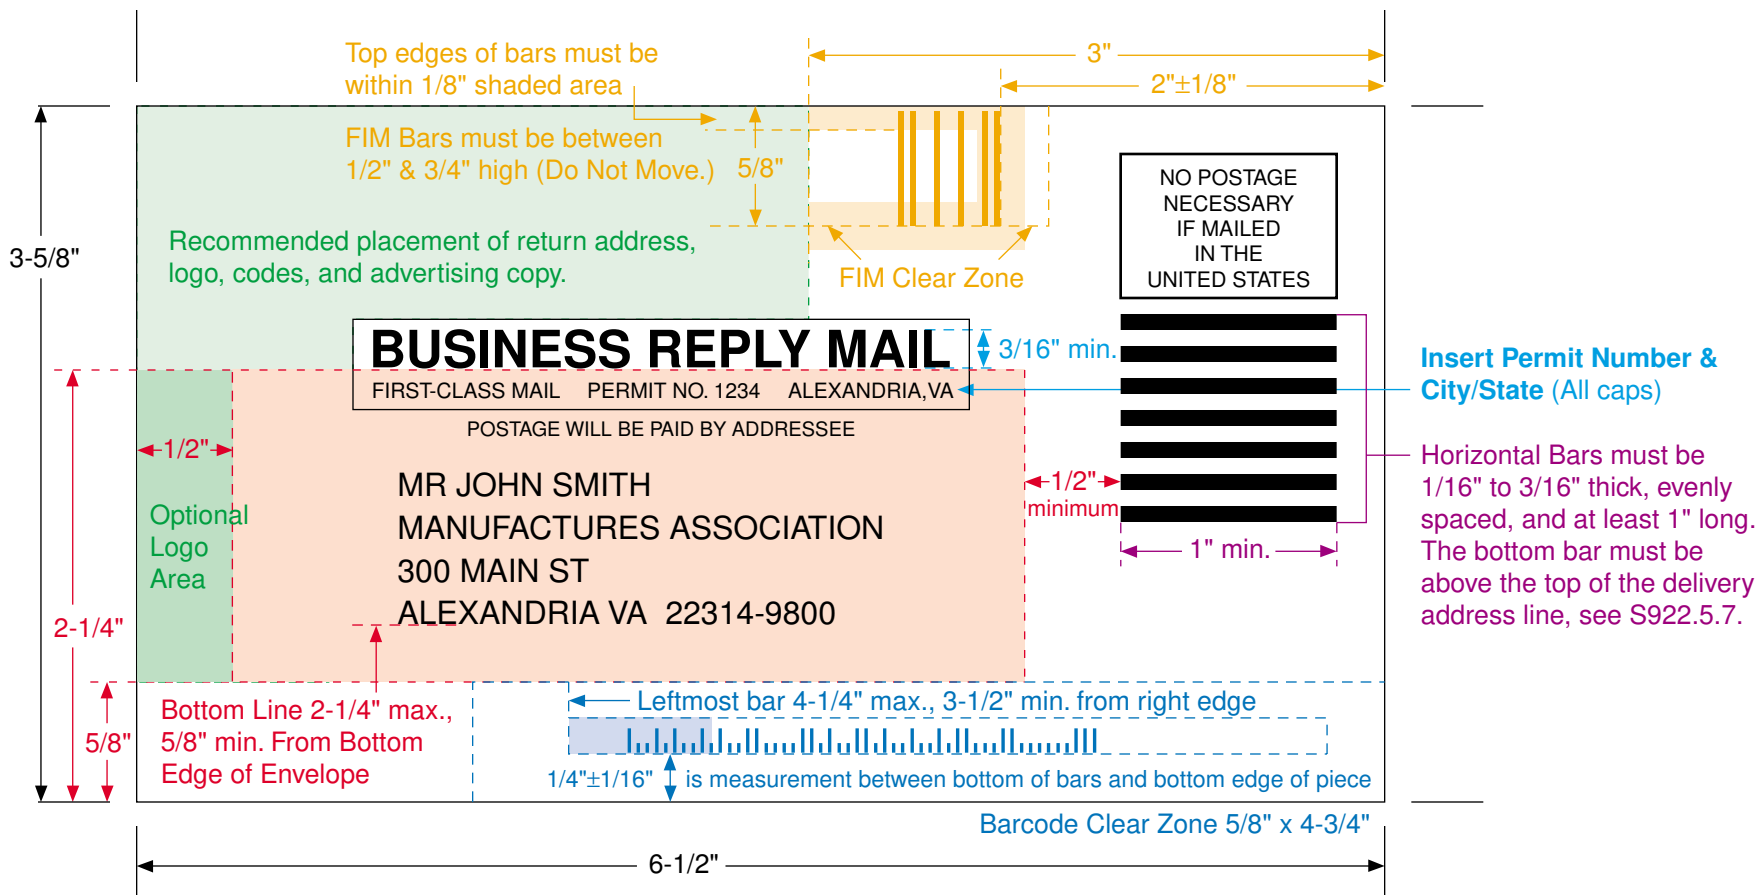 Top edges of bars must be
within 1/8" shaded area
3"
2"±1/8"
FIM Bars must be between
1/2" & 3/4" high (Do Not Move.)
5/8"
NO POSTAGE
NECESSARY
IF MAILED
IN THE
UNITED STATES
Recommended placement of return address,
logo, codes, and advertising copy.
3-5/8"
FIM Clear Zone
BUSINESS REPLY MAIL
3/16" min.
FIRST-CLASS MAIL PERMIT NO. 1234 ALEXANDRIA, VA
Insert Permit Number &
City/State (All caps)
POSTAGE WILL BE PAID BY ADDRESSEE
1/2"
MR JOHN SMITH
MANUFACTURES ASSOCIATION
300 MAIN ST
ALEXANDRIA VA 22314-9800
1/2"
minimum
Horizontal Bars must be
1/16" to 3/16" thick, evenly
spaced, and at least 1" long.
The bottom bar must be
above the top of the delivery
address line, see S922.5.7.
Optional
Logo
Area
1" min.
2-1/4"
5/8"
Bottom Line 2-1/4" max.,
5/8" min. From Bottom
Edge of Envelope
Leftmost bar 4-1/4" max., 3-1/2" min. from right edge
1/4"±1/16" is measurement between bottom of bars and bottom edge of piece
Barcode Clear Zone 5/8" x 4-3/4"
6-1/2"